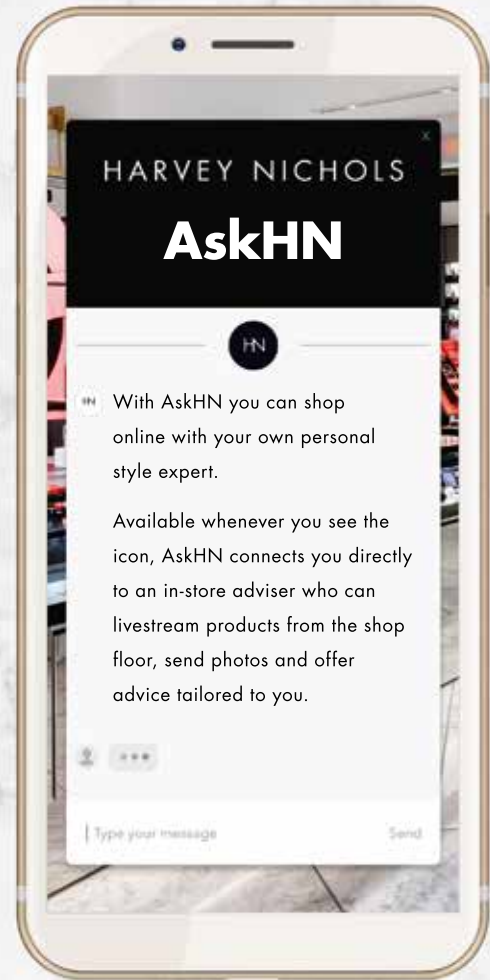 X
HARVEY NICHOLS
AskHN
HN
HN
With AskHN you can shop
online with your own personal
style expert.
Available whenever you see the
icon, AskHN connects you directly
to an in-store adviser who can
livestream products from the shop
floor, send photos and offer
advice tailored to you.
Type your message
Send